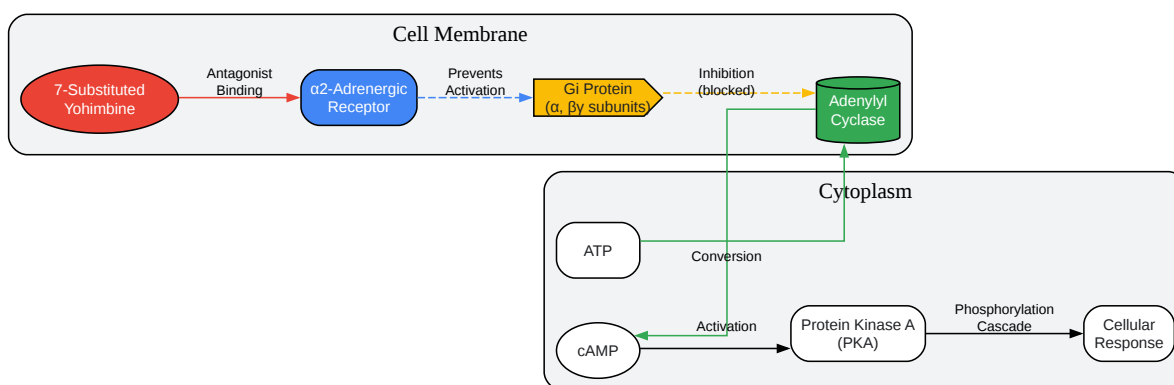 Cell Membrane
7-Substituted
Yohimbine
Antagonist
Binding
α2-Adrenergic
Receptor
Prevents
Activation
Gi Protein
(α, βγ subunits)
Inhibition
(blocked)
Adenylyl
Cyclase
Cytoplasm
ATP
Conversion
cAMP
Activation
Protein Kinase A
(PKA)
Phosphorylation
Cascade
Cellular
Response